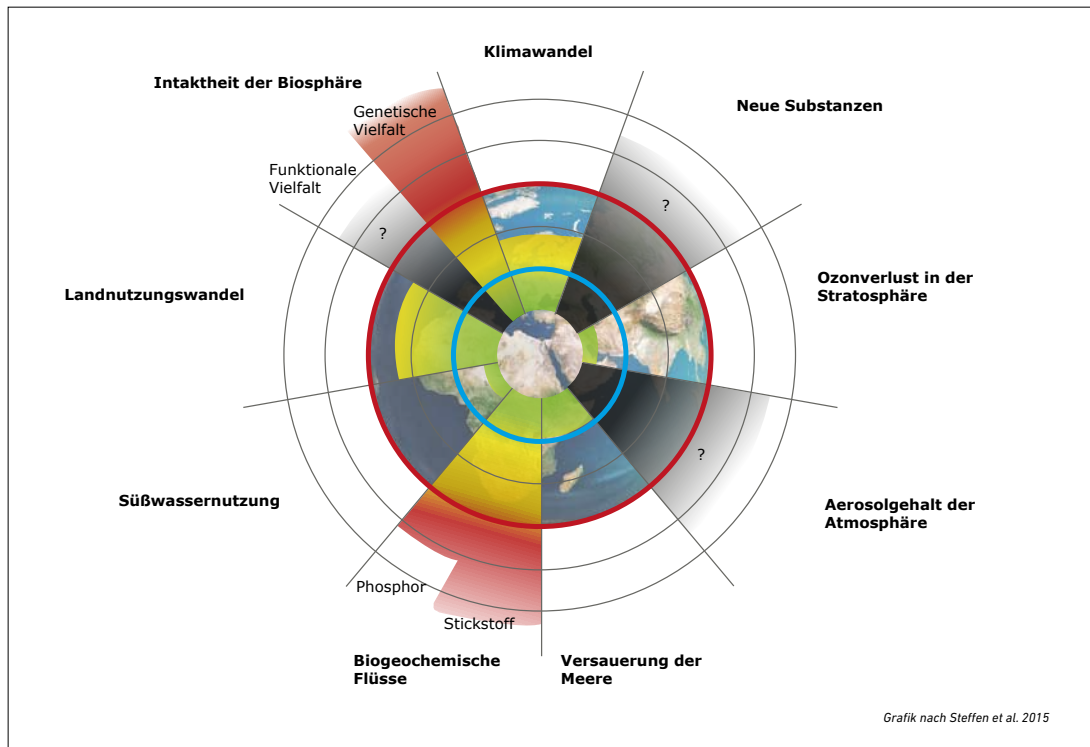 Klimawandel
Intaktheit der Biosphäre
Neue Substanzen
Genetische
Vielfalt
Funktionale
Vielfalt
?
?
Landnutzungswandel
Ozonverlust in der
Stratosphäre
?
Süßwassernutzung
Aerosolgehalt der
Atmosphäre
Phosphor
Stickstoff
Biogeochemische
Flüsse
Versauerung der
Meere
Grafik nach Steffen et al. 2015